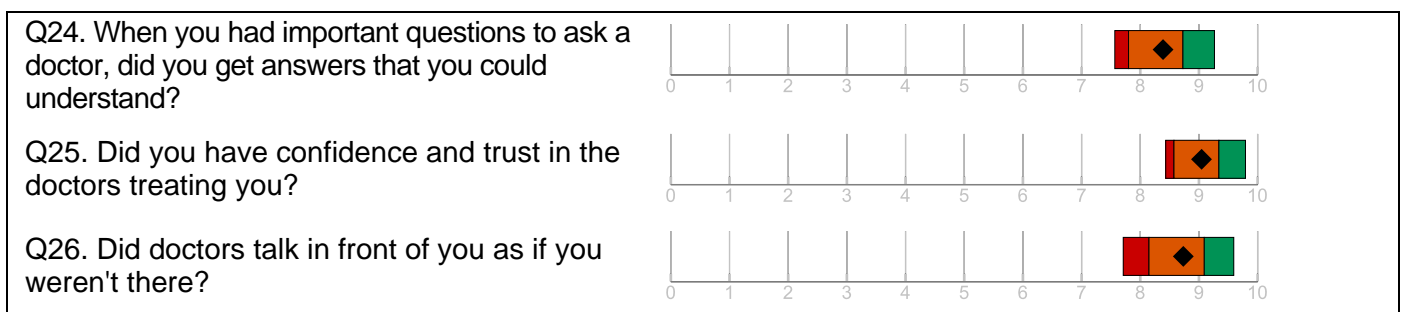 Q24. When you had important questions to ask a
doctor, did you get answers that you could
understand?
0 1 2 3 4 5 6 7 8 9 10
Q25. Did you have confidence and trust in the
doctors treating you?
0 1 2 3 4 5 6 7 8 9 10
Q26. Did doctors talk in front of you as if you
weren't there?
0 1 2 3 4 5 6 7 8 9 10